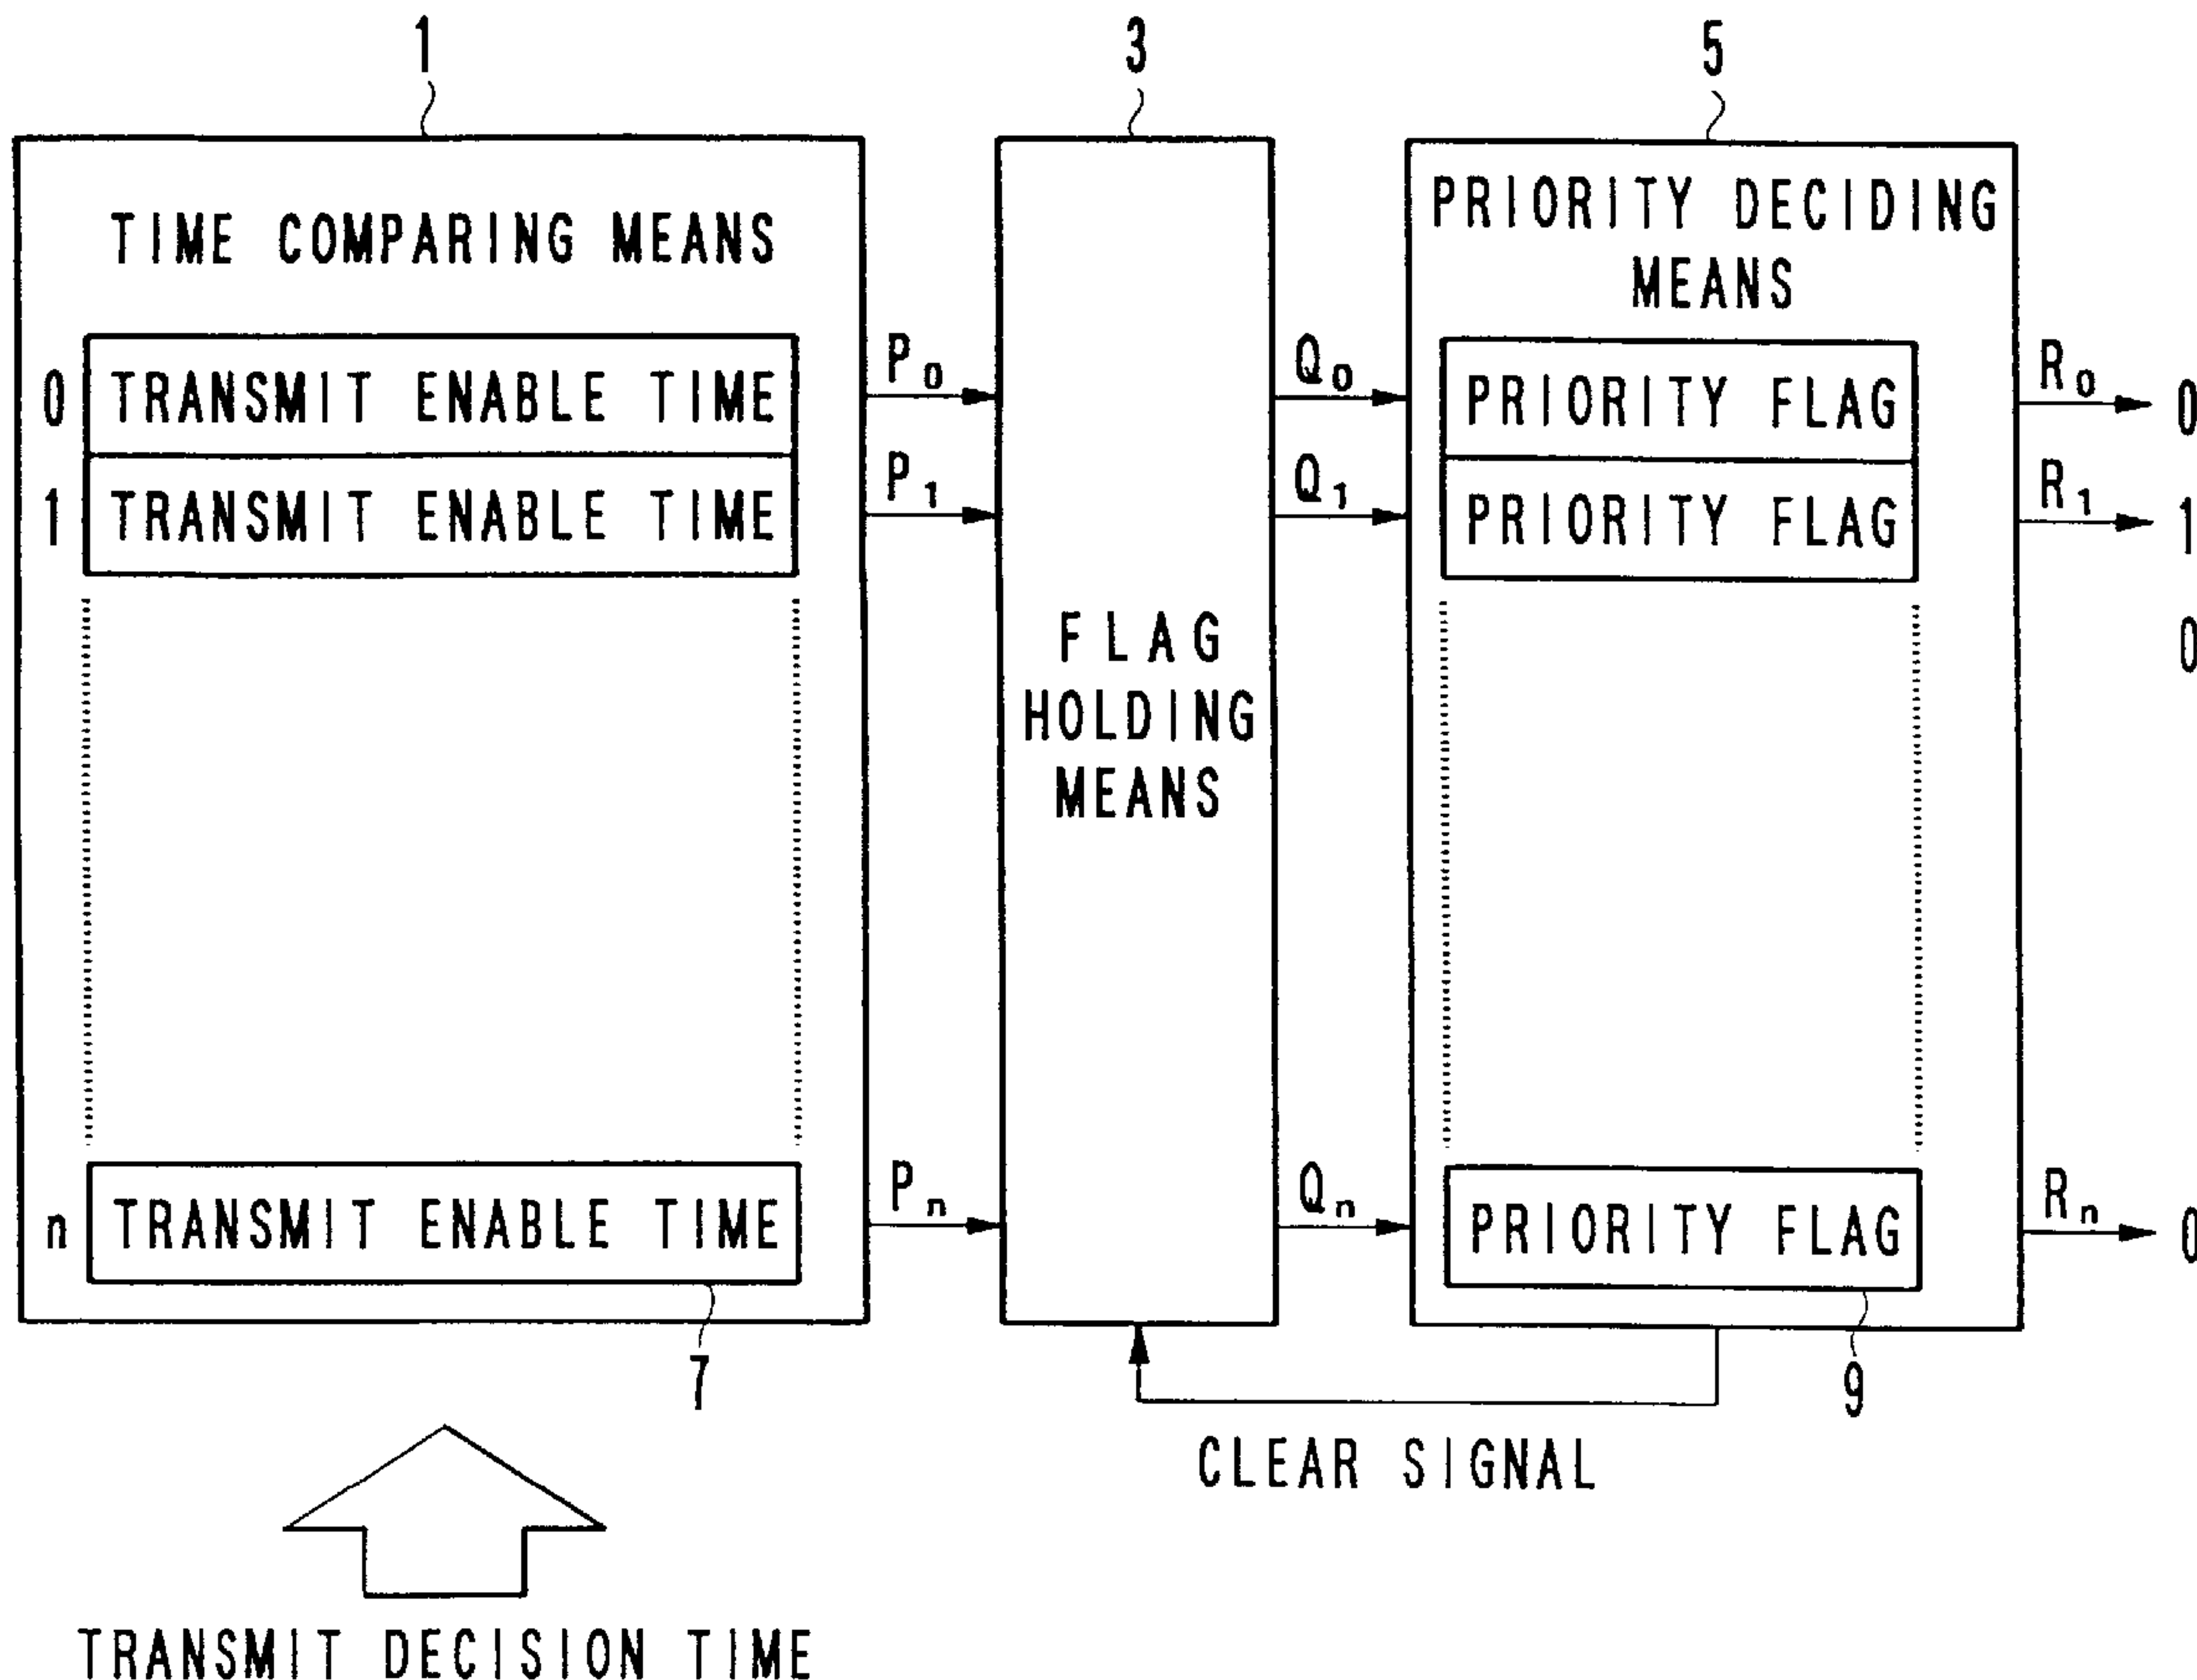 1
3
5
TIME COMPARING MEANS
PRIORITY DECIDING
MEANS
0 TRANSMIT ENABLE TIME
P0
Q0
PRIORITY FLAG
R0
0
1 TRANSMIT ENABLE TIME
P1
Q1
PRIORITY FLAG
R1
1
FLAG
HOLDING
MEANS
0
n TRANSMIT ENABLE TIME
Pn
Qn
PRIORITY FLAG
Rn
0
7
9
CLEAR SIGNAL
TRANSMIT DECISION TIME